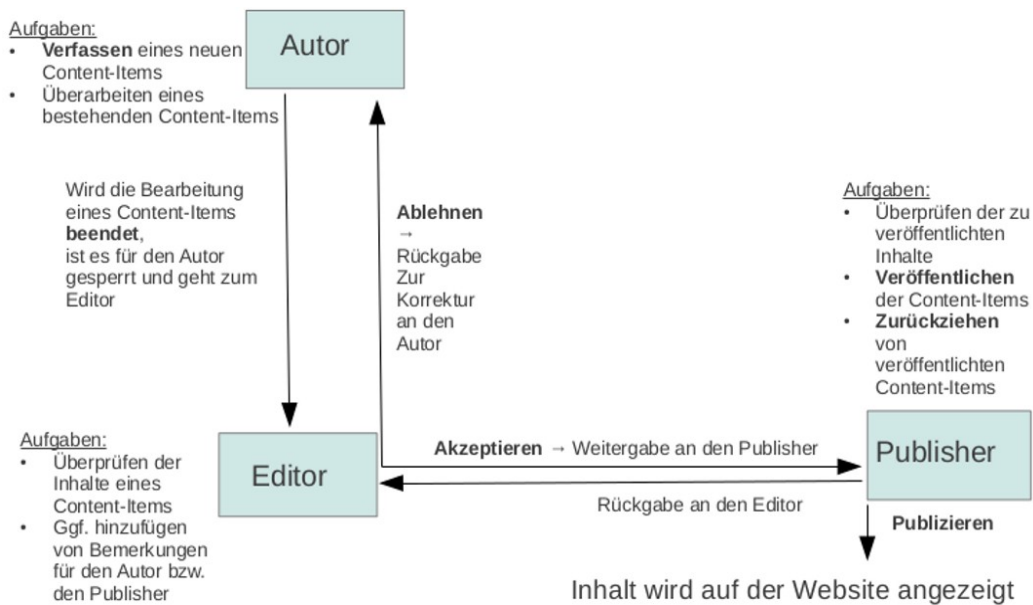 Aufgaben:
• Verfassen eines neuen
Content-Items
• Überarbeiten eines
bestehenden Content-Items
Autor
Wird die Bearbeitung
eines Content-Items
beendet,
ist es für den Autor
gesperrt und geht zum
Editor
Ablehnen
→
Rückgabe
Zur
Korrektur
an den
Autor
Aufgaben:
• Überprüfen der zu
veröffentlichten
Inhalte
• Veröffentlichen
der Content-Items
• Zurückziehen
von
veröffentlichten
Content-Items
Aufgaben:
• Überprüfen der
Inhalte eines
Content-Items
• Ggf. hinzufügen
von Bemerkungen
für den Autor bzw.
den Publisher
Editor
Akzeptieren → Weitergabe an den Publisher
Rückgabe an den Editor
Publisher
Publizieren
Inhalt wird auf der Website angezeigt